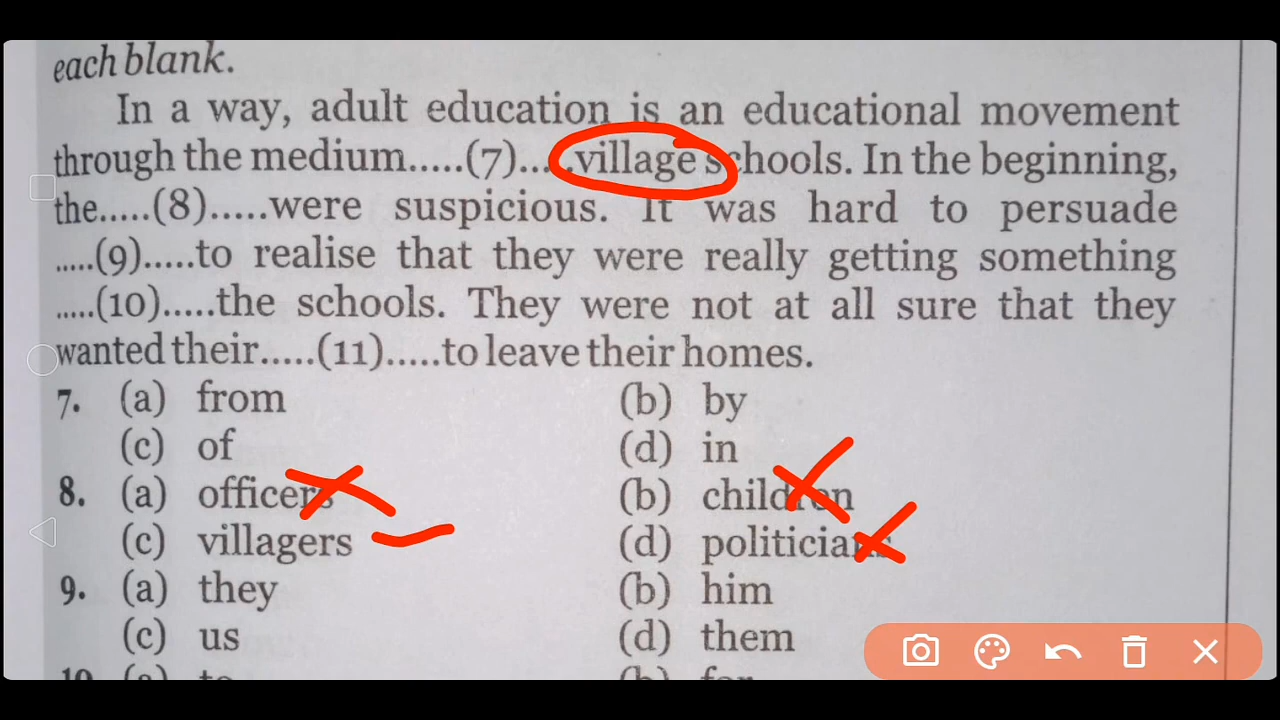 each blank.
In a way, adult education is an educational movement
through the medium.....(7).....village schools. In the beginning,
the.....(8).....were suspicious. It was hard to persuade
.....(9).....to realise that they were really getting something
.....(10).....the schools. They were not at all sure that they
wanted their.....(11).....to leave their homes.
7. (a) from (b) by
(c) of (d) in
8. (a) officers (b) children
(c) villagers (d) politicians
9. (a) they (b) him
(c) us (d) them
10. (a) to (b) for